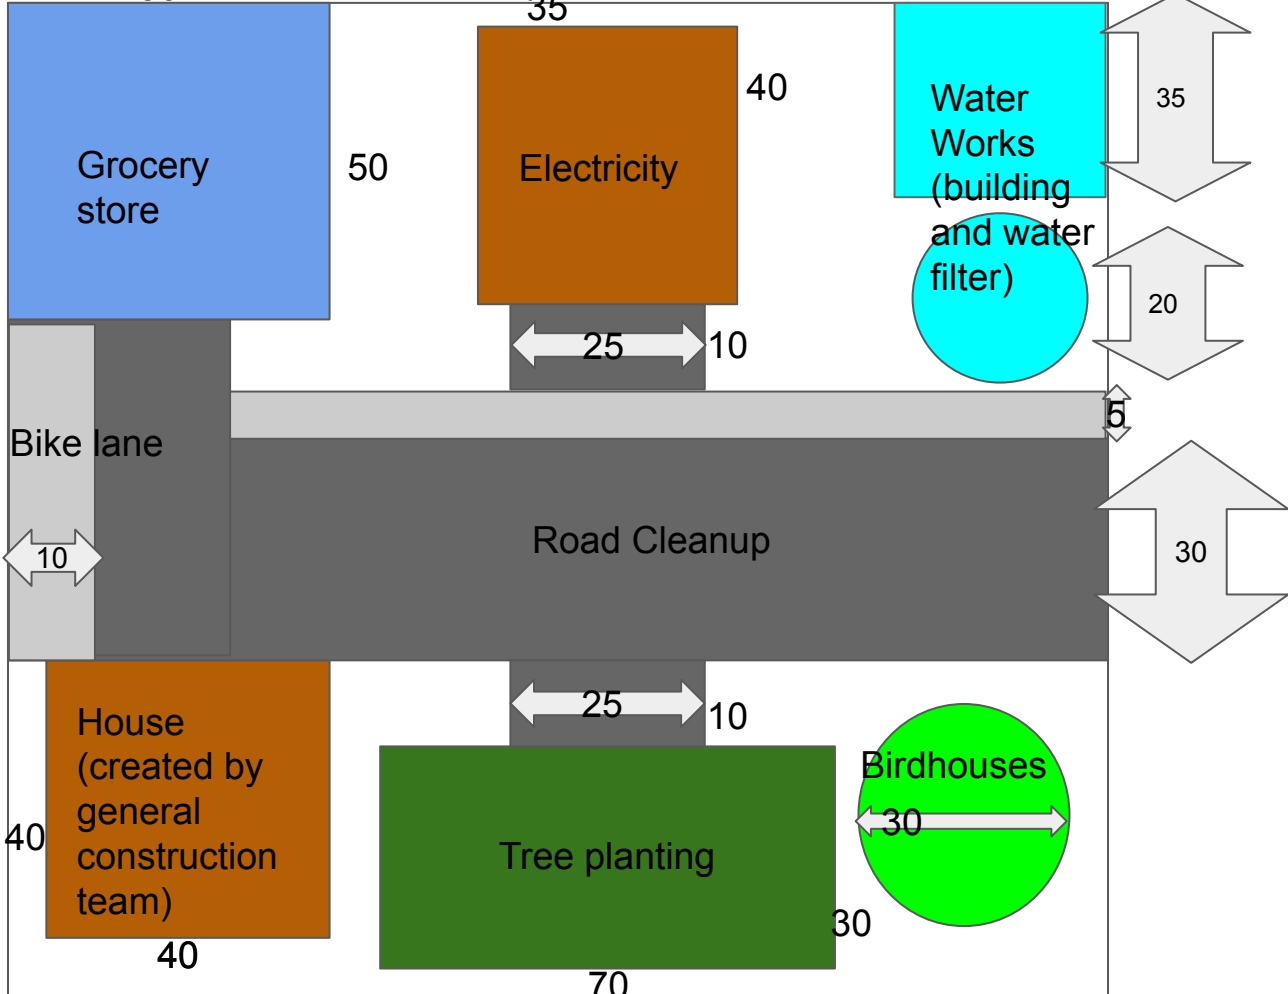 35
40
Grocery
store
50
Electricity
Water
Works
(building
and water
filter)
35
20
25
10
5
Bike lane
10
Road Cleanup
30
25
10
House
(created by
general
construction
team)
40
40
Tree planting
30
70
Birdhouses
30